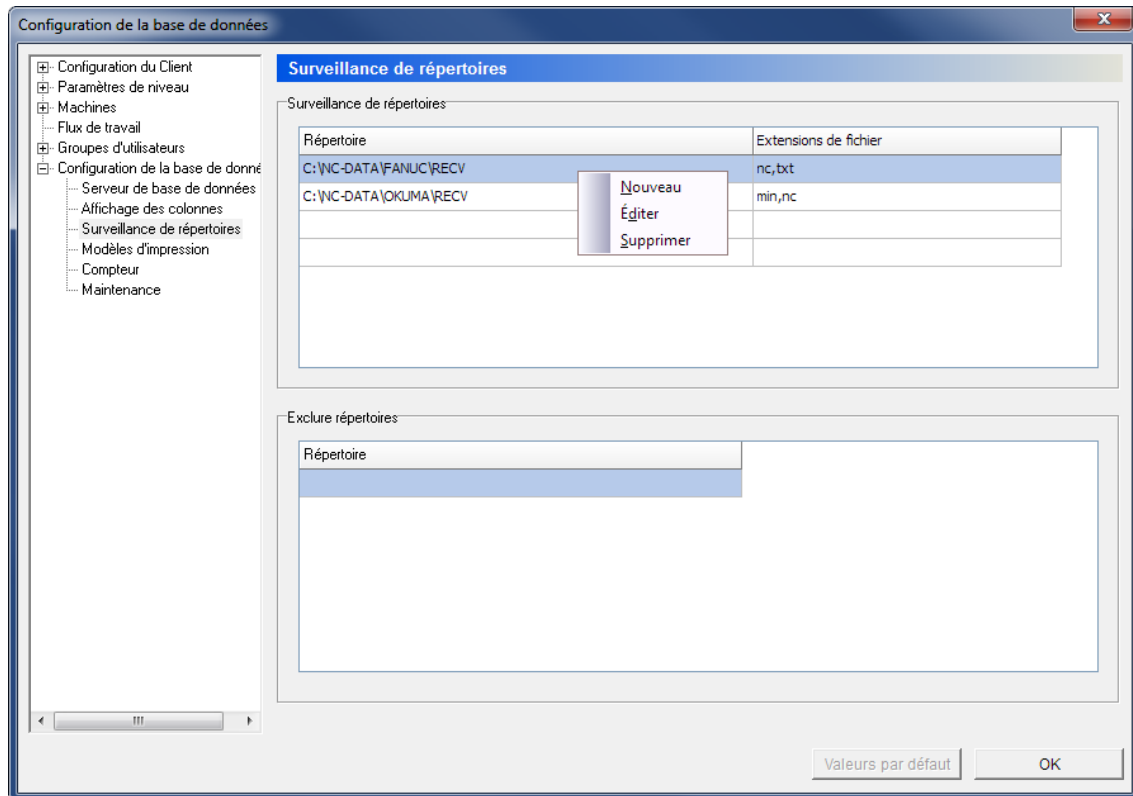 Configuration de la base de données
Configuration du Client
Paramètres de niveau
Machines
Flux de travail
Groupes d'utilisateurs
Configuration de la base de donné
Serveur de base de données
Affichage des colonnes
Surveillance de répertoires
Modèles d'impression
Compteur
Maintenance
Surveillance de répertoires
Surveillance de répertoires
Répertoire Extensions de fichier
C:\NC-DATA\FANUC\RECV nc,txt
C:\NC-DATA\OKUMA\RECV min,nc
Nouveau
Éditer
Supprimer
Exclure répertoires
Répertoire
Valeurs par défaut OK